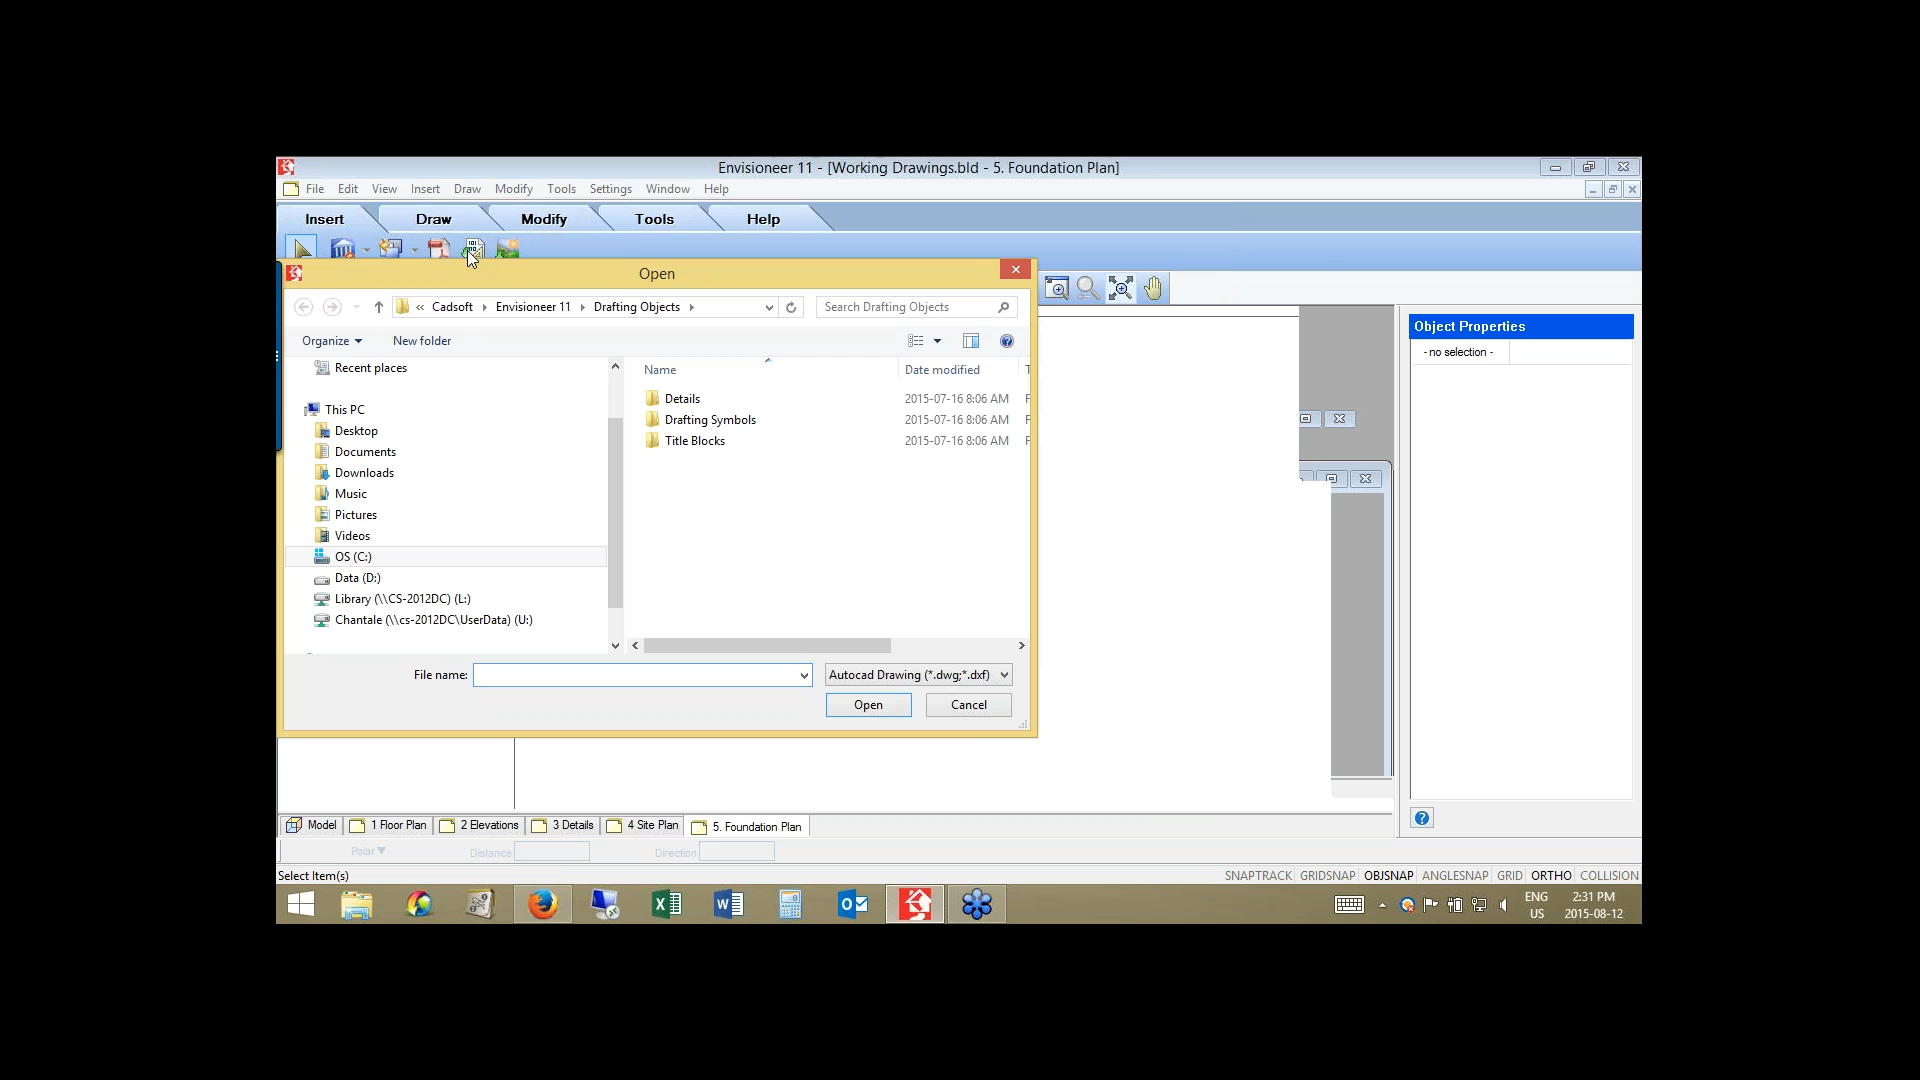 Envisioneer 11 - [Working Drawings.bld - 5. Foundation Plan]
File Edit View Insert Draw Modify Tools Settings Window Help
Insert Draw Modify Tools Help
Open
« Cadsoft Envisioneer 11 Drafting Objects
Search Drafting Objects
Organize New folder
Recent places
This PC
Desktop
Documents
Downloads
Music
Pictures
Videos
OS (C:)
Data (D:)
Library (\\CS-2012DC) (L:)
Chantale (\\cs-2012DC\UserData) (U:)
Name Date modified
Details 2015-07-16 8:06 AM
Drafting Symbols 2015-07-16 8:06 AM
Title Blocks 2015-07-16 8:06 AM
File name: Autocad Drawing (*.dwg;*.dxf)
Open Cancel
Object Properties
- no selection -
Model 1 Floor Plan 2 Elevations 3 Details 4 Site Plan 5. Foundation Plan
Polar Distance Direction
Select Item(s)
SNAPTRACK GRIDSNAP OBJSNAP ANGLESNAP GRID ORTHO COLLISION
ENG 2:31 PM
US 2015-08-12